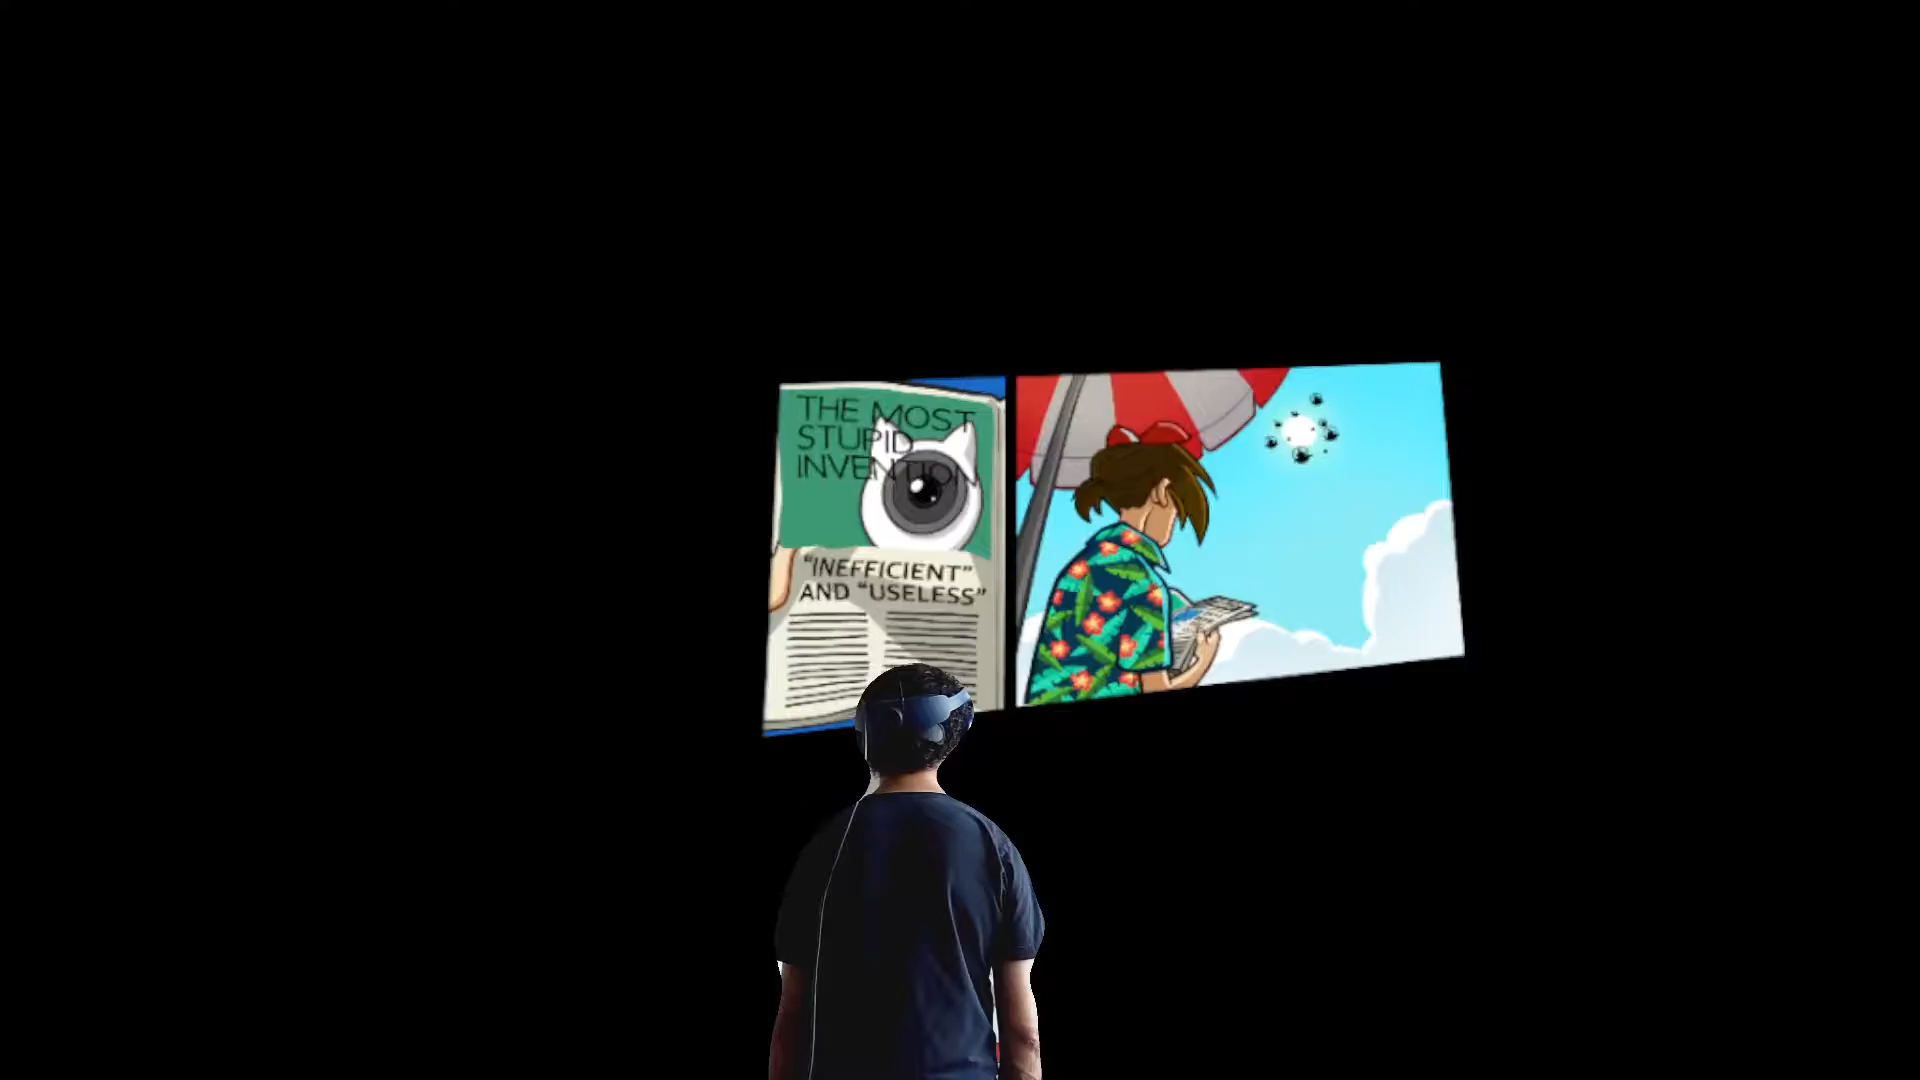 THE MOST
STUPID
INVENTION
"INEFFICIENT"
AND "USELESS"